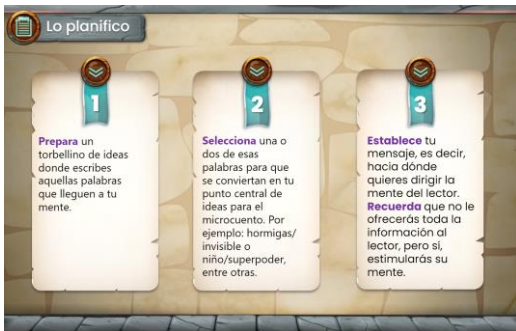 Lo planifico
1
Prepara un
torbellino de ideas
donde escribes
aquellas palabras
que lleguen a tu
mente.
2
Selecciona una o
dos de esas
palabras para que
se conviertan en tu
punto central de
ideas para el
microcuento. Por
ejemplo: hormigas/
invisible o
niño/superpoder,
entre otras.
3
Establece tu
mensaje, es decir,
hacia dónde
quieres dirigir la
mente del lector.
Recuerda que no le
ofrecerás toda la
información al
lector, pero sí,
estimularás su
mente.